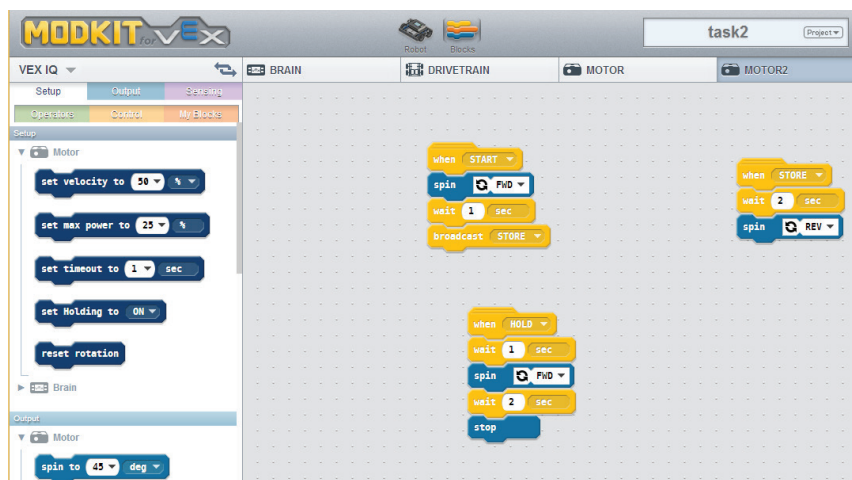 MODKIT for VEX
Robot Blocks
task2 Project
VEX IQ
BRAIN
DRIVETRAIN
MOTOR
MOTOR2
Setup Output Sensing
Operators Control My Blocks
Setup
Motor
set velocity to 50 %
set max power to 25 %
set timeout to 1 sec
set Holding to ON
reset rotation
Brain
Output
Motor
spin to 45 deg
when START
spin FWD
wait 1 sec
broadcast STORE
when HOLD
wait 1 sec
spin FWD
wait 2 sec
stop
when STORE
wait 2 sec
spin REV